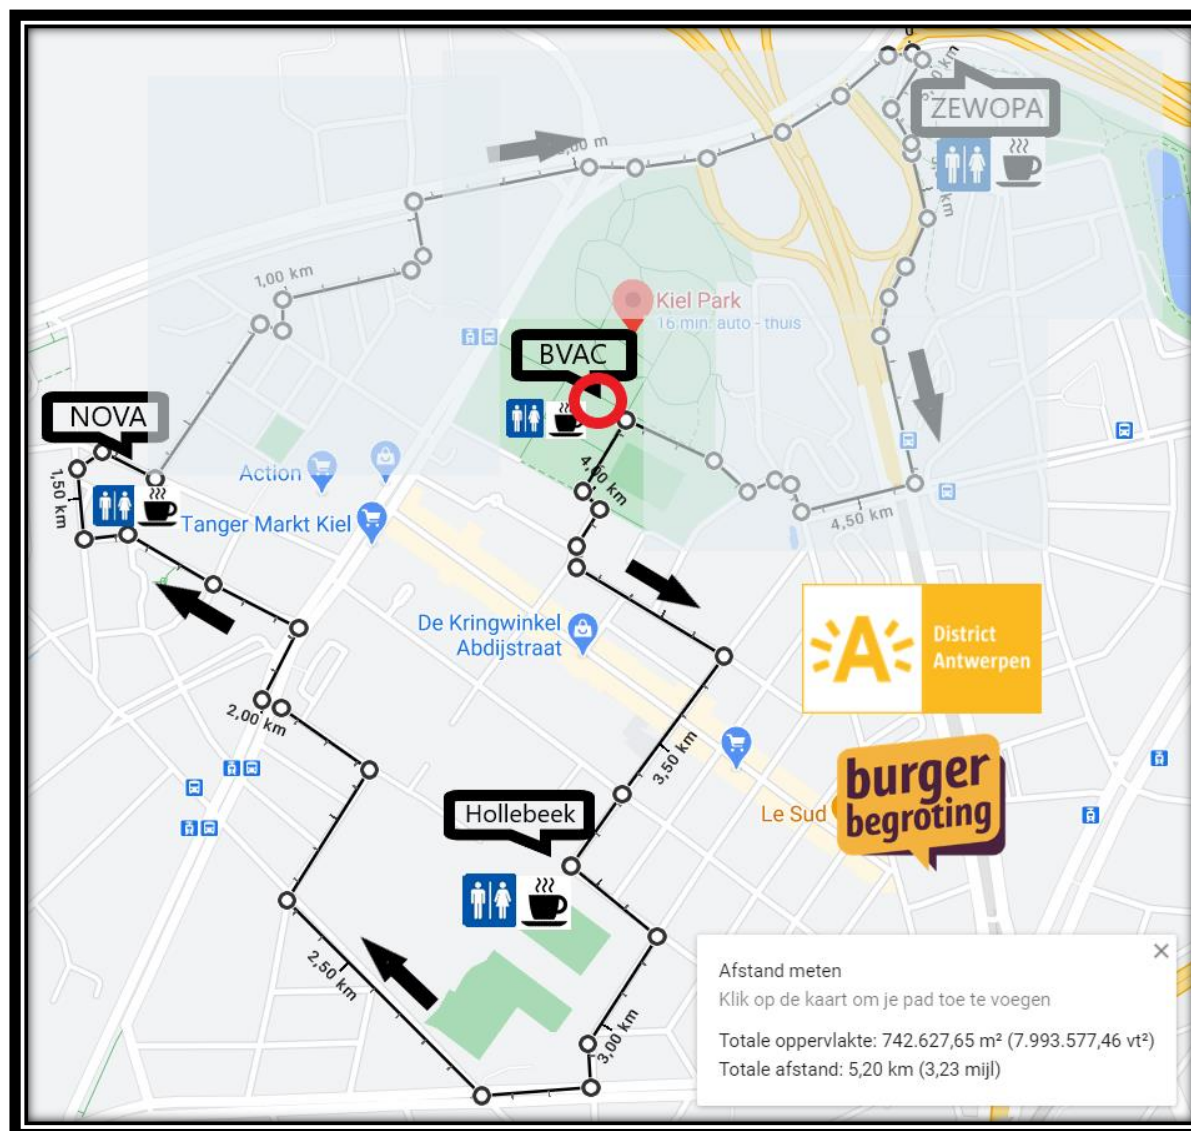 ZEWOPA
1,00 km
Kiel Park
16 min. auto - thuis
BVAC
NOVA
Action
1,50 km
4,00 km
4,50 km
Tanger Markt Kiel
De Kringwinkel
Abdijstraat
District
Antwerpen
2,00 km
3,50 km
burger
begroting
Le Sud
Hollebeek
2,50 km
3,00 km
Afstand meten
Klik op de kaart om je pad toe te voegen
Totale oppervlakte: 742.627,65 m² (7.993.577,46 vt²)
Totale afstand: 5,20 km (3,23 mijl)